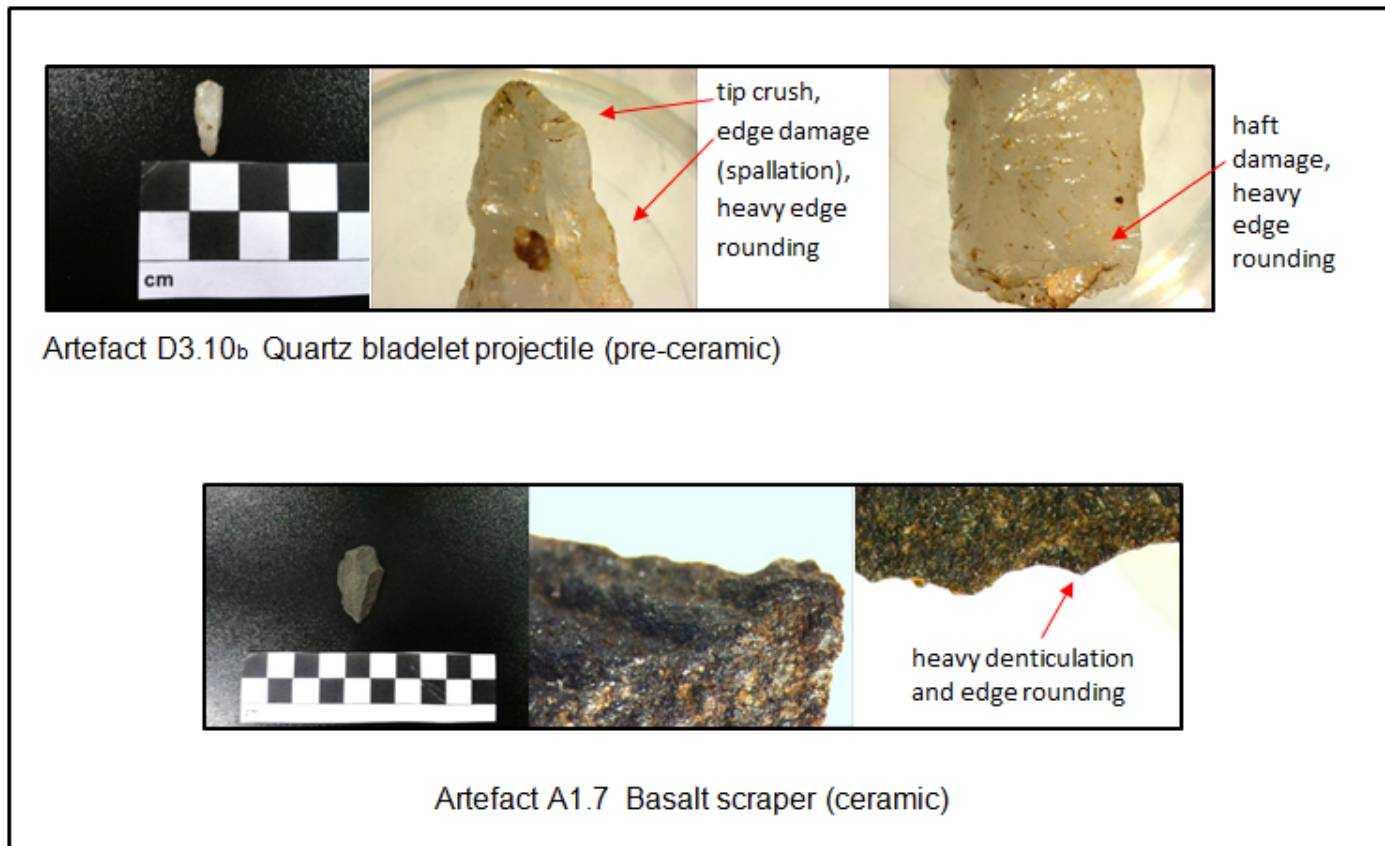 tip crush,
edge damage
(spallation),
heavy edge
rounding
haft
damage,
heavy
edge
rounding
cm
Artefact D3.10b Quartz bladelet projectile (pre-ceramic)
heavy denticulation
and edge rounding
Artefact A1.7 Basalt scraper (ceramic)